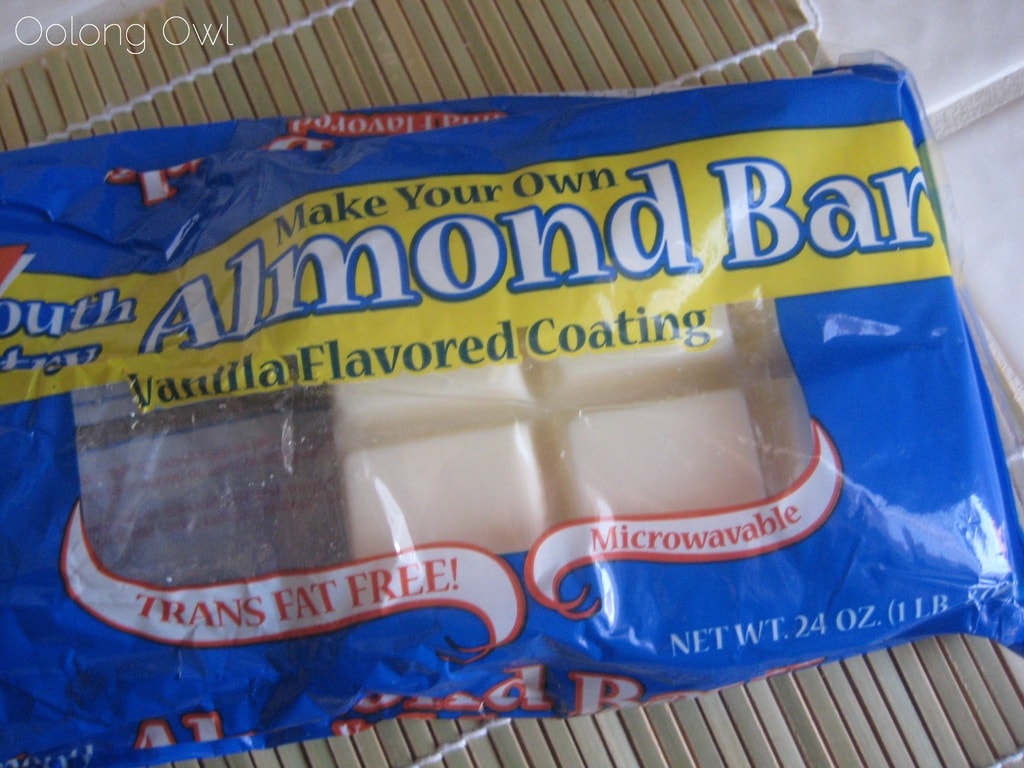 Oolong Owl
Make Your Own
Almond Bar
Vanilla Flavored Coating
Microwavable
TRANS FAT FREE!
NET WT. 24 OZ. (1 LB